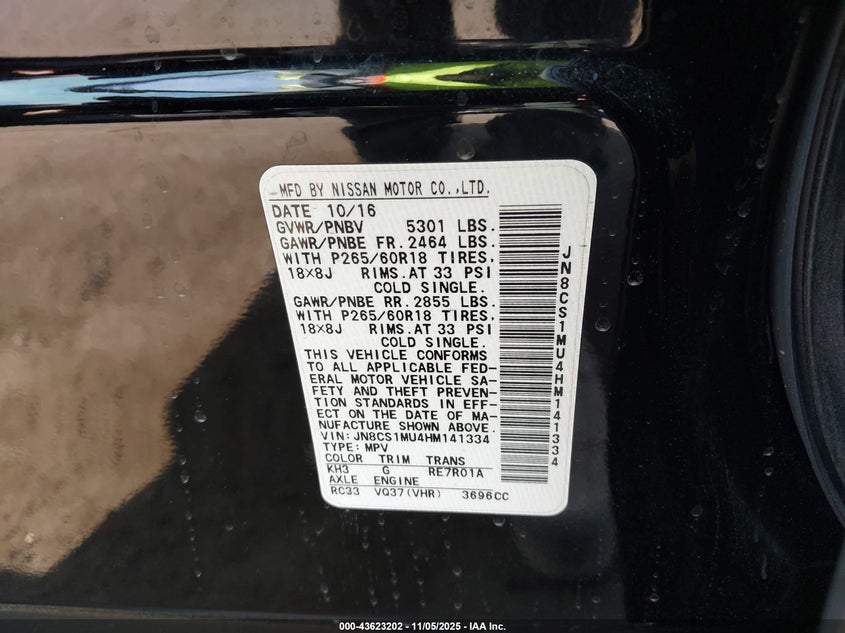 MFD BY NISSAN MOTOR CO.,LTD.
DATE 10/16
GVWR/PNBV 5301 LBS.
GAWR/PNBE FR. 2464 LBS.
WITH P265/60R18 TIRES,
18X8J RIMS.AT 33 PSI
COLD SINGLE.
GAWR/PNBE RR. 2855 LBS.
WITH P265/60R18 TIRES,
18X8J RIMS.AT 33 PSI
COLD SINGLE.
THIS VEHICLE CONFORMS
TO ALL APPLICABLE FED-
ERAL MOTOR VEHICLE SA-
FETY AND THEFT PREVEN-
TION STANDARDS IN EFF-
ECT ON THE DATE OF MA-
NUFACTURE SHOWN ABOVE.
VIN: JN8CS1MU4HM141334
TYPE: MPV
COLOR TRIM TRANS
KH3 G RE7R01A
AXLE ENGINE
RC33 VQ37(VHR) 3696CC
JN8CS1MU4HM141334
000-43623202 - 11/05/2025 - IAA Inc.